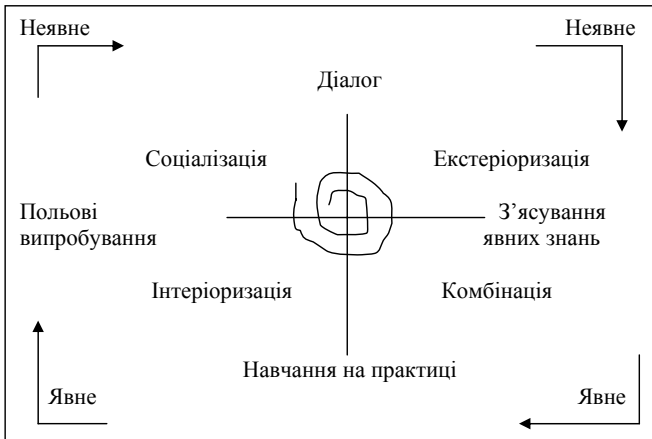 Неявне
Неявне
Діалог
Соціалізація
Екстеріоризація
Польові
випробування
З’ясування
явних знань
Інтеріоризація
Комбінація
Навчання на практиці
Явне
Явне